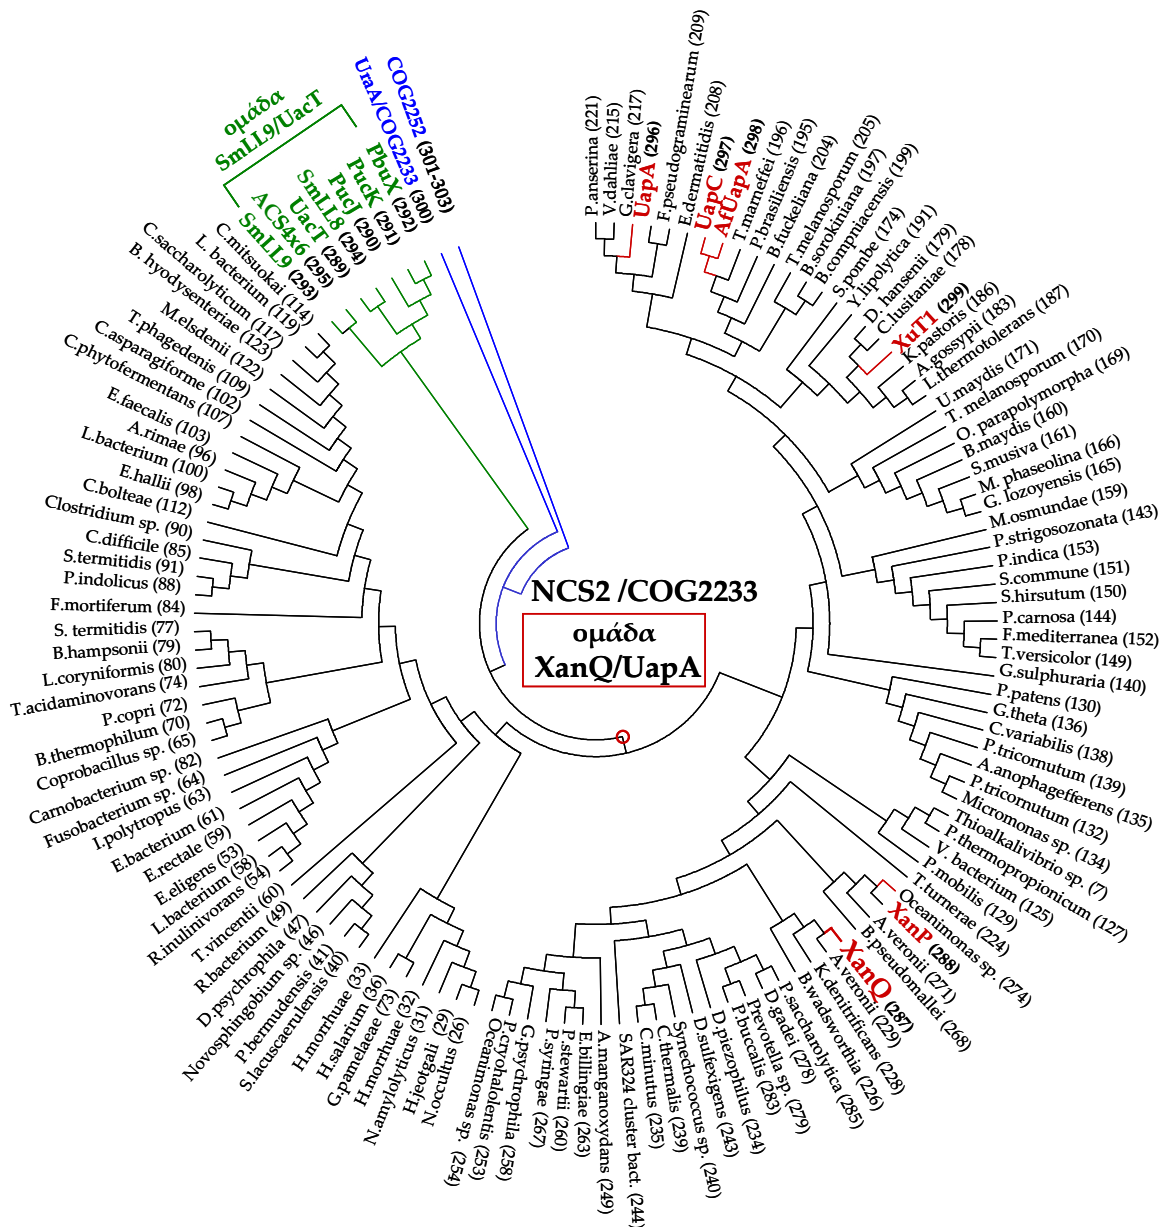 NCS2 /COG2233
ομάδα
XanQ/UapA
ομάδα
SmLL9/UacT
COG2252 (301-303)
UraA/COG2233 (300)
PbuX (292)
PucK (291)
PucJ (290)
SmLL8 (294)
UacT (289)
ACS4x6 (295)
SmLL9 (293)
P.anserina (221)
V.dahliae (215)
G.clavigera (217)
UapA (296)
F.pseudograminearum (209)
E.dermatitidis (208)
UapC (297)
AfUapA (298)
T.marneffei (196)
P.brasiliensis (195)
B.fuckeliana (204)
T.melanosporum (205)
B.sorokiniana (197)
B.compniacensis (199)
S.pombe (174)
Y.lipolytica (191)
D. hansenii (179)
C.lusitaniae (178)
XuT1 (299)
K.pastoris (186)
A.gossypii (183)
L.thermotolerans (187)
U.maydis (171)
T. melanosporum (170)
O. parapolymorpha (169)
B.maydis (160)
S.musiva (161)
M. phaseolina (166)
G. lozoyensis (165)
M.osmundae (159)
P.strigosozonata (143)
P.indica (153)
S.commune (151)
S.hirsutum (150)
P.carnosa (144)
F.mediterranea (152)
T.versicolor (149)
G.sulphuraria (140)
P.patens (130)
G.theta (136)
C.variabilis (138)
P.tricornutum (139)
A.anophagefferens (135)
P.tricornutum (132)
Micromonas sp. (134)
Thioalkalivibrio sp. (7)
P.thermopropionicum (127)
V. bacterium (125)
P.mobilis (129)
T.turnerae (224)
Oceanimonas sp. (274)
XanP (288)
A.veronii (271)
B.pseudomallei (268)
XanQ (287)
A.veronii (229)
K.denitrificans (228)
B.wadsworthia (226)
P.saccharolytica (285)
D.gadei (278)
Prevotella sp. (279)
P.buccalis (283)
D.piezophilus (234)
D.sulfexigens (243)
Synechococcus sp. (240)
C.thermalis (239)
C.minutus (235)
SAR324 cluster bact. (244)
A.manganoxydans (249)
E.billingiae (263)
P.stewartii (260)
P.syringae (267)
G.psychrophila (258)
P.cryohalolentis (253)
Oceanimonas sp. (254)
N.occultus (26)
H.jeotgali (29)
N.amylolyticus (31)
H.morrhuae (32)
G.pamelaeae (73)
H.salarium (36)
H.morrhuae (33)
S.lacuscaerulensis (40)
P.bermudensis (41)
Novosphingobium sp. (46)
D.psychrophila (47)
R.bacterium (49)
T.vincentii (60)
R.inulinivorans (54)
L.bacterium (58)
E.eligens (53)
E.rectale (59)
E.bacterium (61)
I.polytropus (63)
Fusobacterium sp. (64)
Carnobacterium sp. (82)
Coprobacillus sp. (65)
B.thermophilum (70)
P.copri (72)
T.acidaminovorans (74)
L.coryniformis (80)
B.hampsonii (79)
S. termitidis (77)
F.mortiferum (84)
P.indolicus (88)
S.termitidis (91)
C.difficile (85)
Clostridium sp. (90)
C.bolteae (112)
E.hallii (98)
L.bacterium (100)
A.rimae (96)
E.faecalis (103)
C.phytofermentans (107)
C.asparagiforme (102)
T.phagedenis (109)
M.elsdenii (122)
B. hyodysenteriae (123)
C.saccharolyticum (117)
L. bacterium (119)
C.mitsuokai (114)